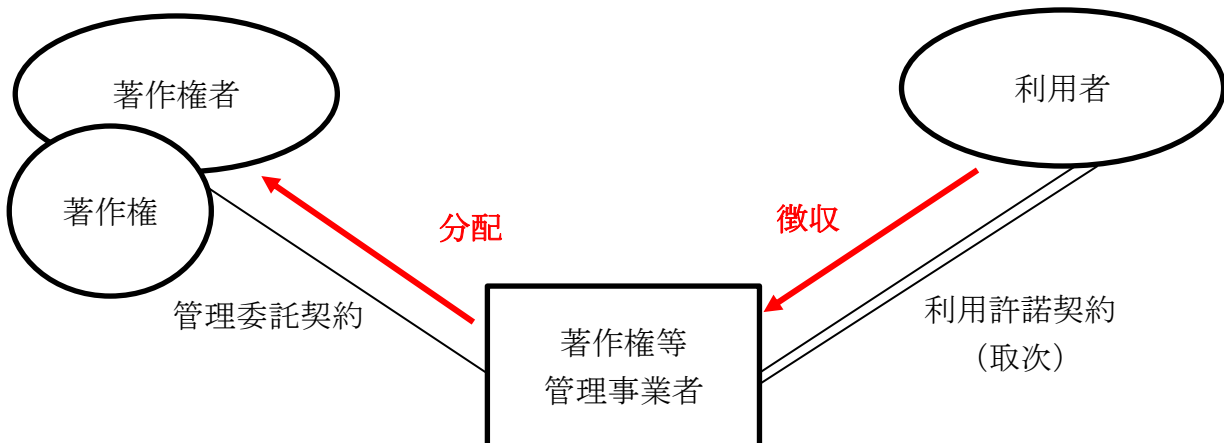 著作権者
利用者
著作権
分配
徴収
管理委託契約
利用許諾契約
（取次）
著作権等
管理事業者